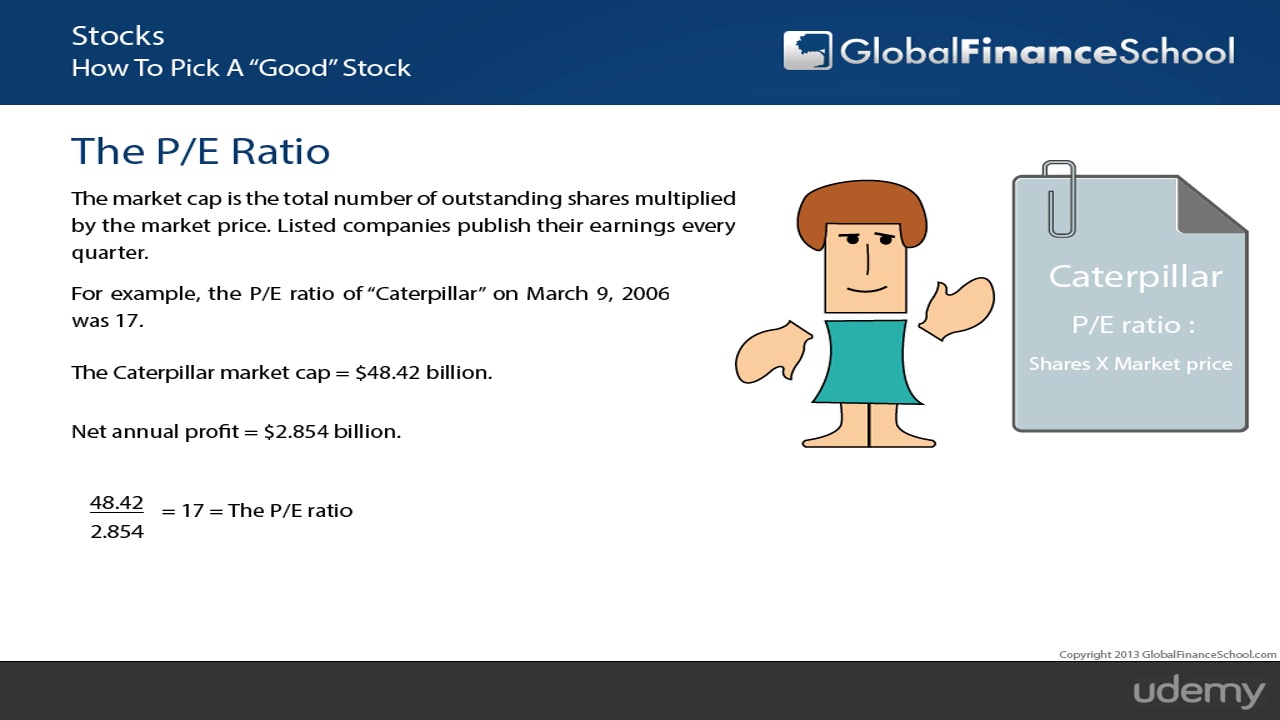 Stocks
How To Pick A “Good” Stock
GlobalFinanceSchool
The P/E Ratio
The market cap is the total number of outstanding shares multiplied
by the market price. Listed companies publish their earnings every
quarter.
For example, the P/E ratio of “Caterpillar” on March 9, 2006
was 17.
The Caterpillar market cap = $48.42 billion.
Net annual profit = $2.854 billion.
48.42
= 17 = The P/E ratio
2.854
Caterpillar
P/E ratio :
Shares X Market price
Copyright 2013 GlobalFinanceSchool.com
udemy